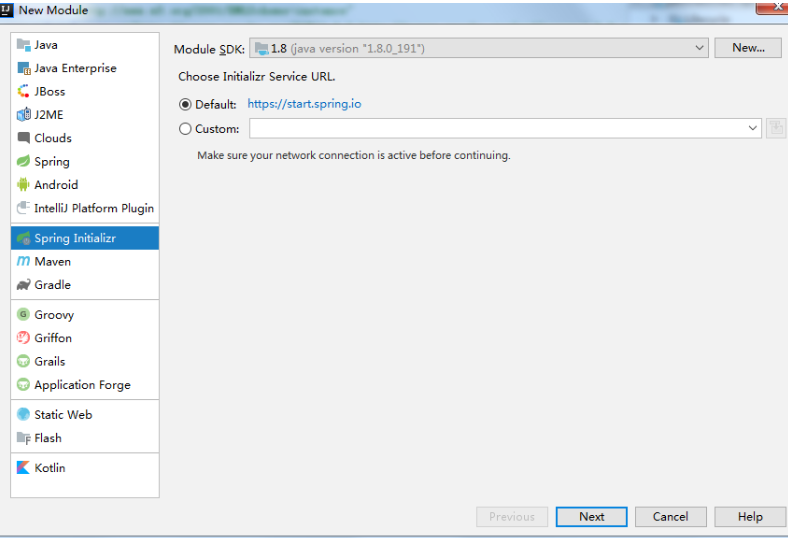 New Module
Java
Java Enterprise
JBoss
J2ME
Clouds
Spring
Android
IntelliJ Platform Plugin
Spring Initializr
Maven
Gradle
Groovy
Griffon
Grails
Application Forge
Static Web
Flash
Kotlin
Module SDK: 1.8 (java version "1.8.0_191") New...
Choose Initializr Service URL.
Default: https://start.spring.io
Custom:
Make sure your network connection is active before continuing.
Previous Next Cancel Help